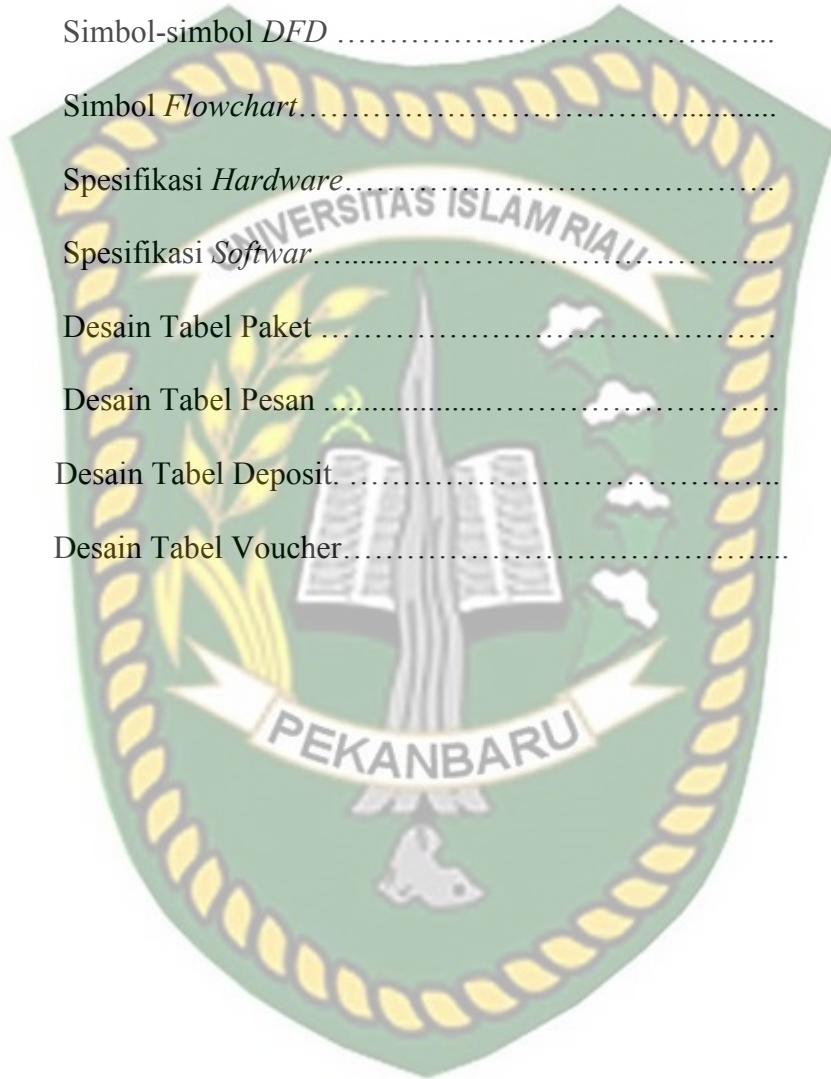 Simbol-simbol DFD ………………………………………...
Simbol Flowchart………………………………............
Spesifikasi Hardware…………………………………….
UNIVERSITAS ISLAM RIAU
Spesifikasi Softwar….......………………………………...
Desain Tabel Paket ……………………………………….
Desain Tabel Pesan ......................……………………….
Desain Tabel Deposit.……………………………………..
Desain Tabel Voucher…………………………………....
PEKANBARU